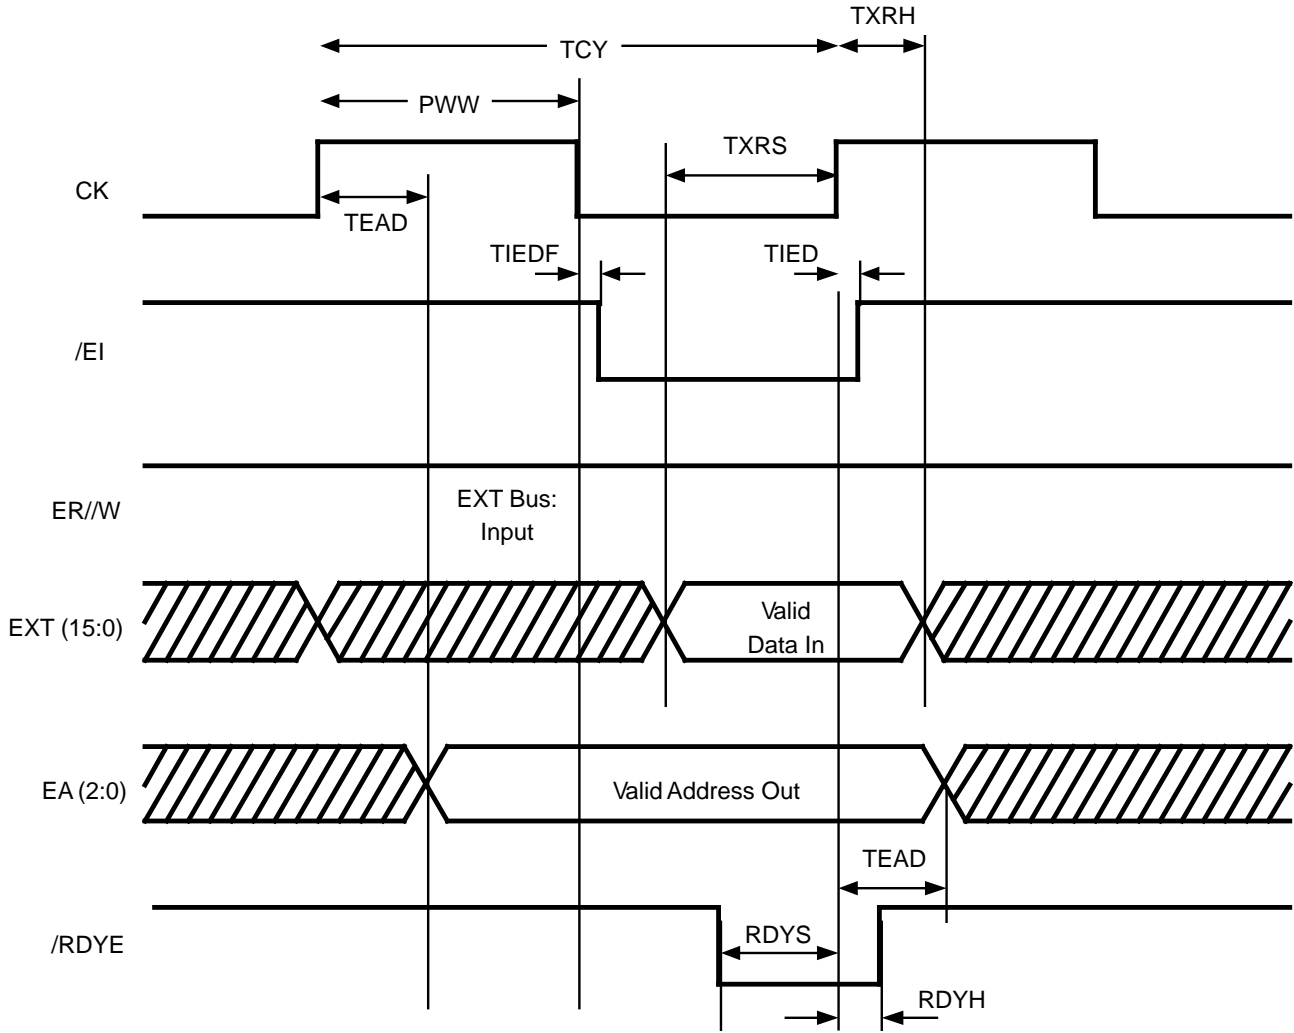 TXRH
TCY
PWW
TXRS
CK
TEAD
TIEDF
TIED
/EI
ER//W
EXT Bus:
Input
EXT (15:0)
Valid
Data In
EA (2:0)
Valid Address Out
TEAD
/RDYE
RDYS
RDYH